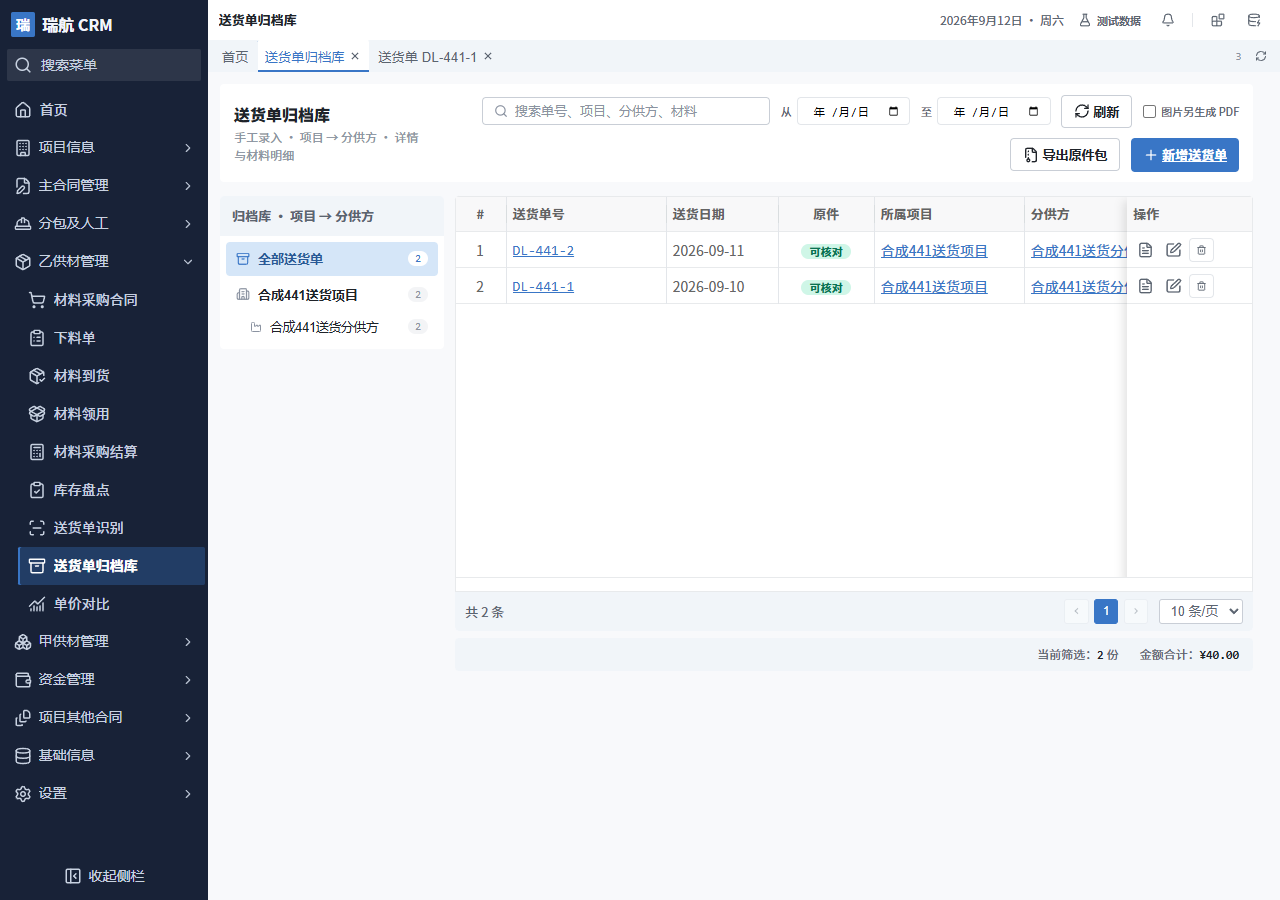 瑞 瑞航 CRM
搜索菜单
首页
项目信息
主合同管理
分包及人工
乙供材管理
材料采购合同
下料单
材料到货
材料领用
材料采购结算
库存盘点
送货单识别
送货单归档库
单价对比
甲供材管理
资金管理
项目其他合同
基础信息
设置
收起侧栏
送货单归档库
2026年9月12日 · 周六 测试数据
首页 送货单归档库 × 送货单 DL-441-1 × 3
送货单归档库
手工录入 · 项目 → 分供方 · 详情
与材料明细
搜索单号、项目、分供方、材料 从 年 /月/日 至 年 /月/日 刷新 图片另生成 PDF
导出原件包 + 新增送货单
归档库 · 项目 → 分供方
全部送货单 2
合成441送货项目 2
合成441送货分供方 2
# 送货单号 送货日期 原件 所属项目 分供方 操作
1 DL-441-2 2026-09-11 可核对 合成441送货项目 合成441送货分
2 DL-441-1 2026-09-10 可核对 合成441送货项目 合成441送货分
共 2 条 ‹ 1 › 10 条/页
当前筛选：2 份 金额合计：¥40.00